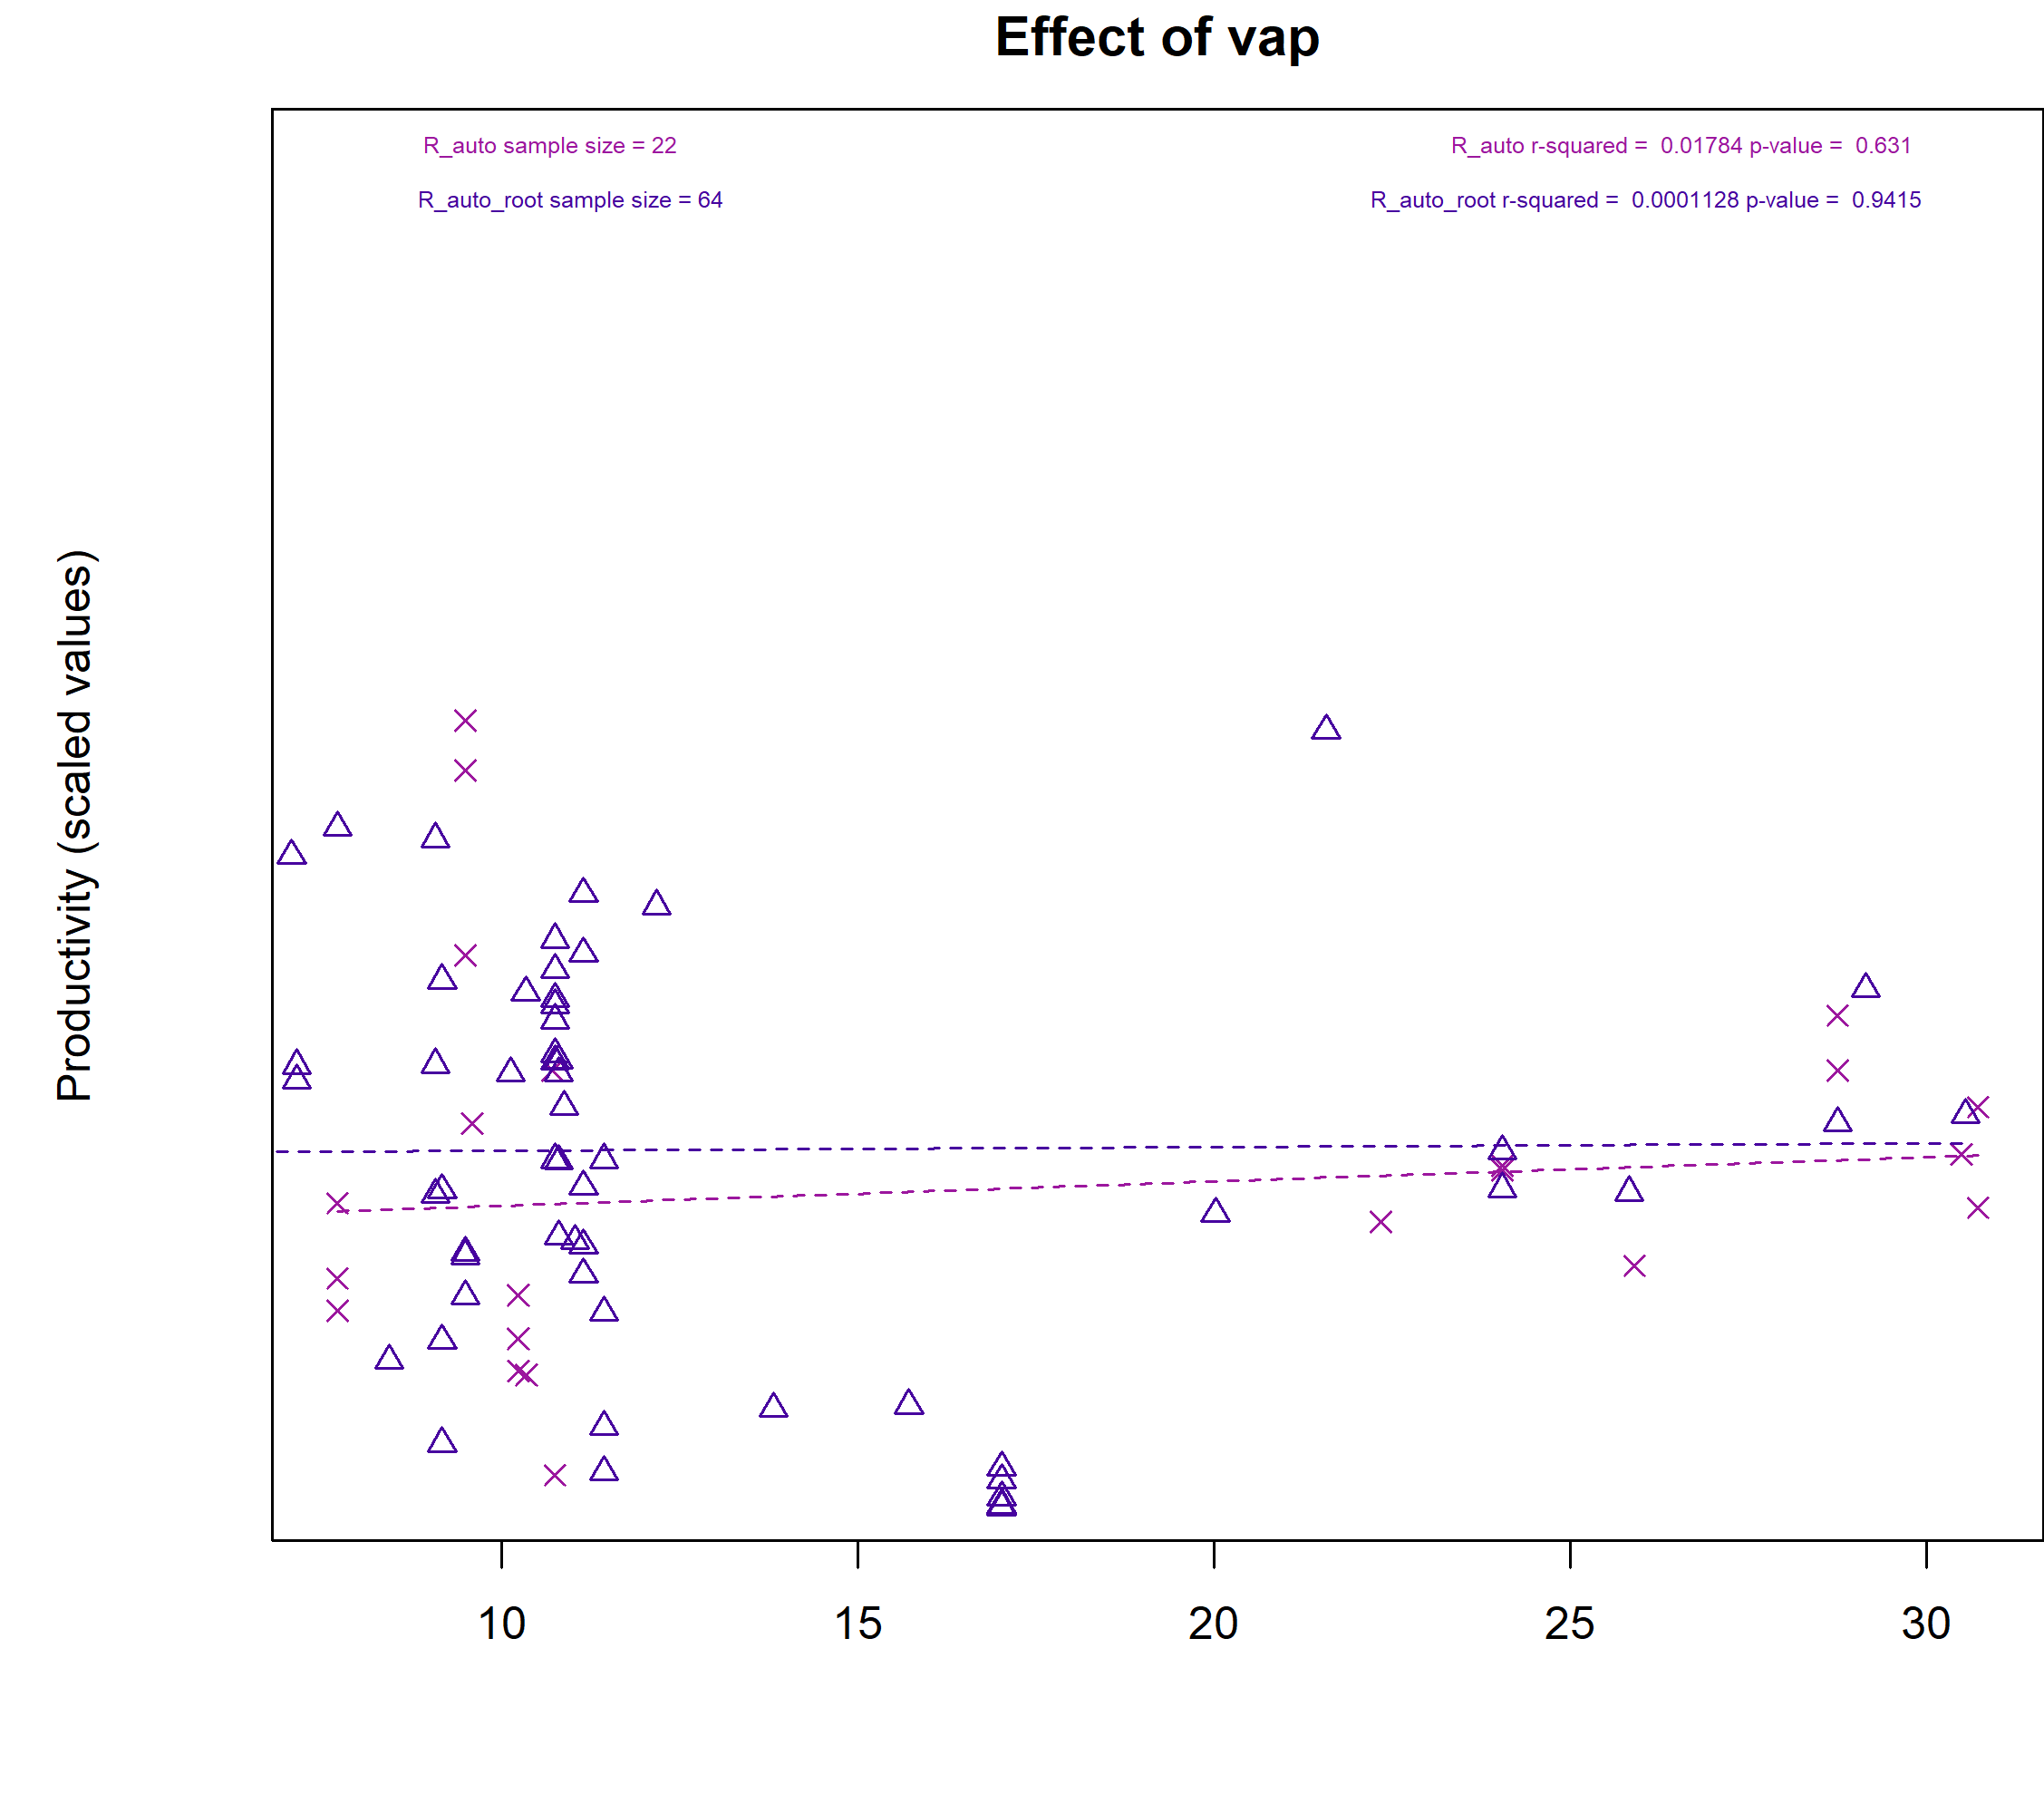 Effect of vap
R_auto sample size = 22
R_auto r-squared =  0.01784 p-value =  0.631
R_auto_root sample size = 64
R_auto_root r-squared =  0.0001128 p-value =  0.9415
Productivity (scaled values)
10 15 20 25 30